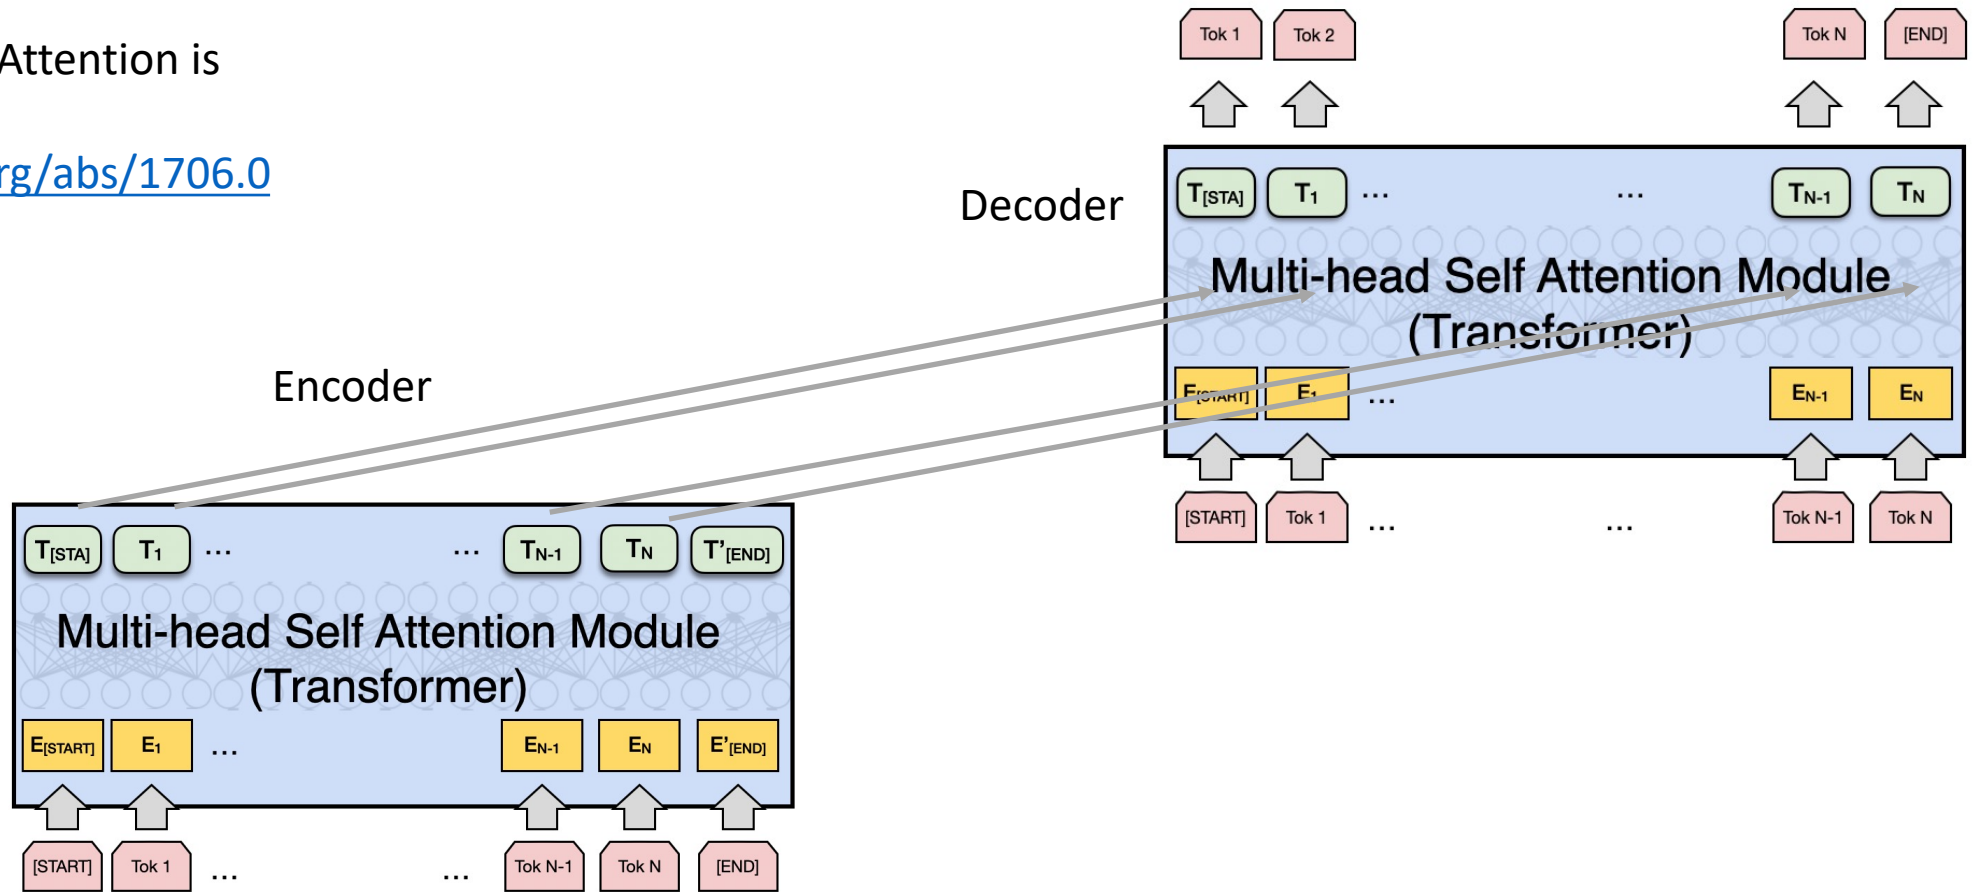 Attention is
rg/abs/1706.0
Tok 1 Tok 2 Tok N [END]
Decoder
T[STA] T1 ... ... TN-1 TN
Multi-head Self Attention Module
(Transformer)
E[START] E1 ... EN-1 EN
[START] Tok 1 ... ... Tok N-1 Tok N
Encoder
T[STA] T1 ... ... TN-1 TN T'[END]
Multi-head Self Attention Module
(Transformer)
E[START] E1 ... EN-1 EN E'[END]
[START] Tok 1 ... ... Tok N-1 Tok N [END]